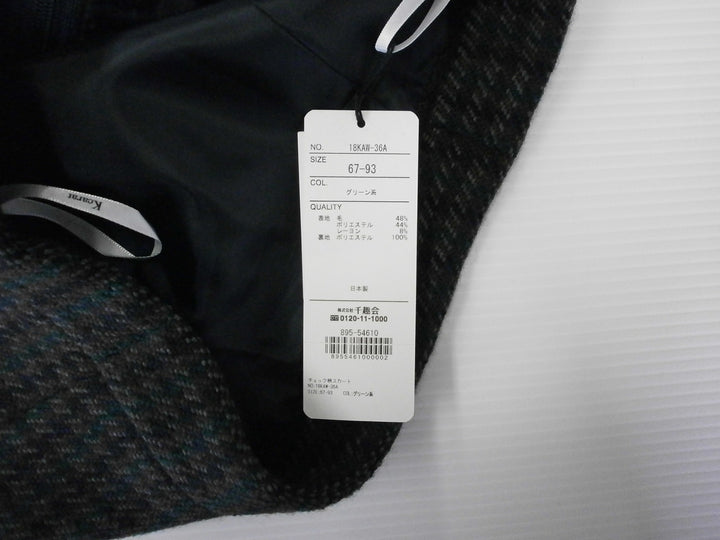 K.carat
NO. 18KAW-36A
SIZE
67-93
COL.
グリーン系
QUALITY
表地 毛 48%
ポリエステル 44%
レーヨン 8%
裏地 ポリエステル 100%
日本製
株式会社 千趣会
0120-11-1000
895-54610
8955461000002
チェック柄スカート
NO:18KAW-36A
SIZE:67-93 COL:グリーン系